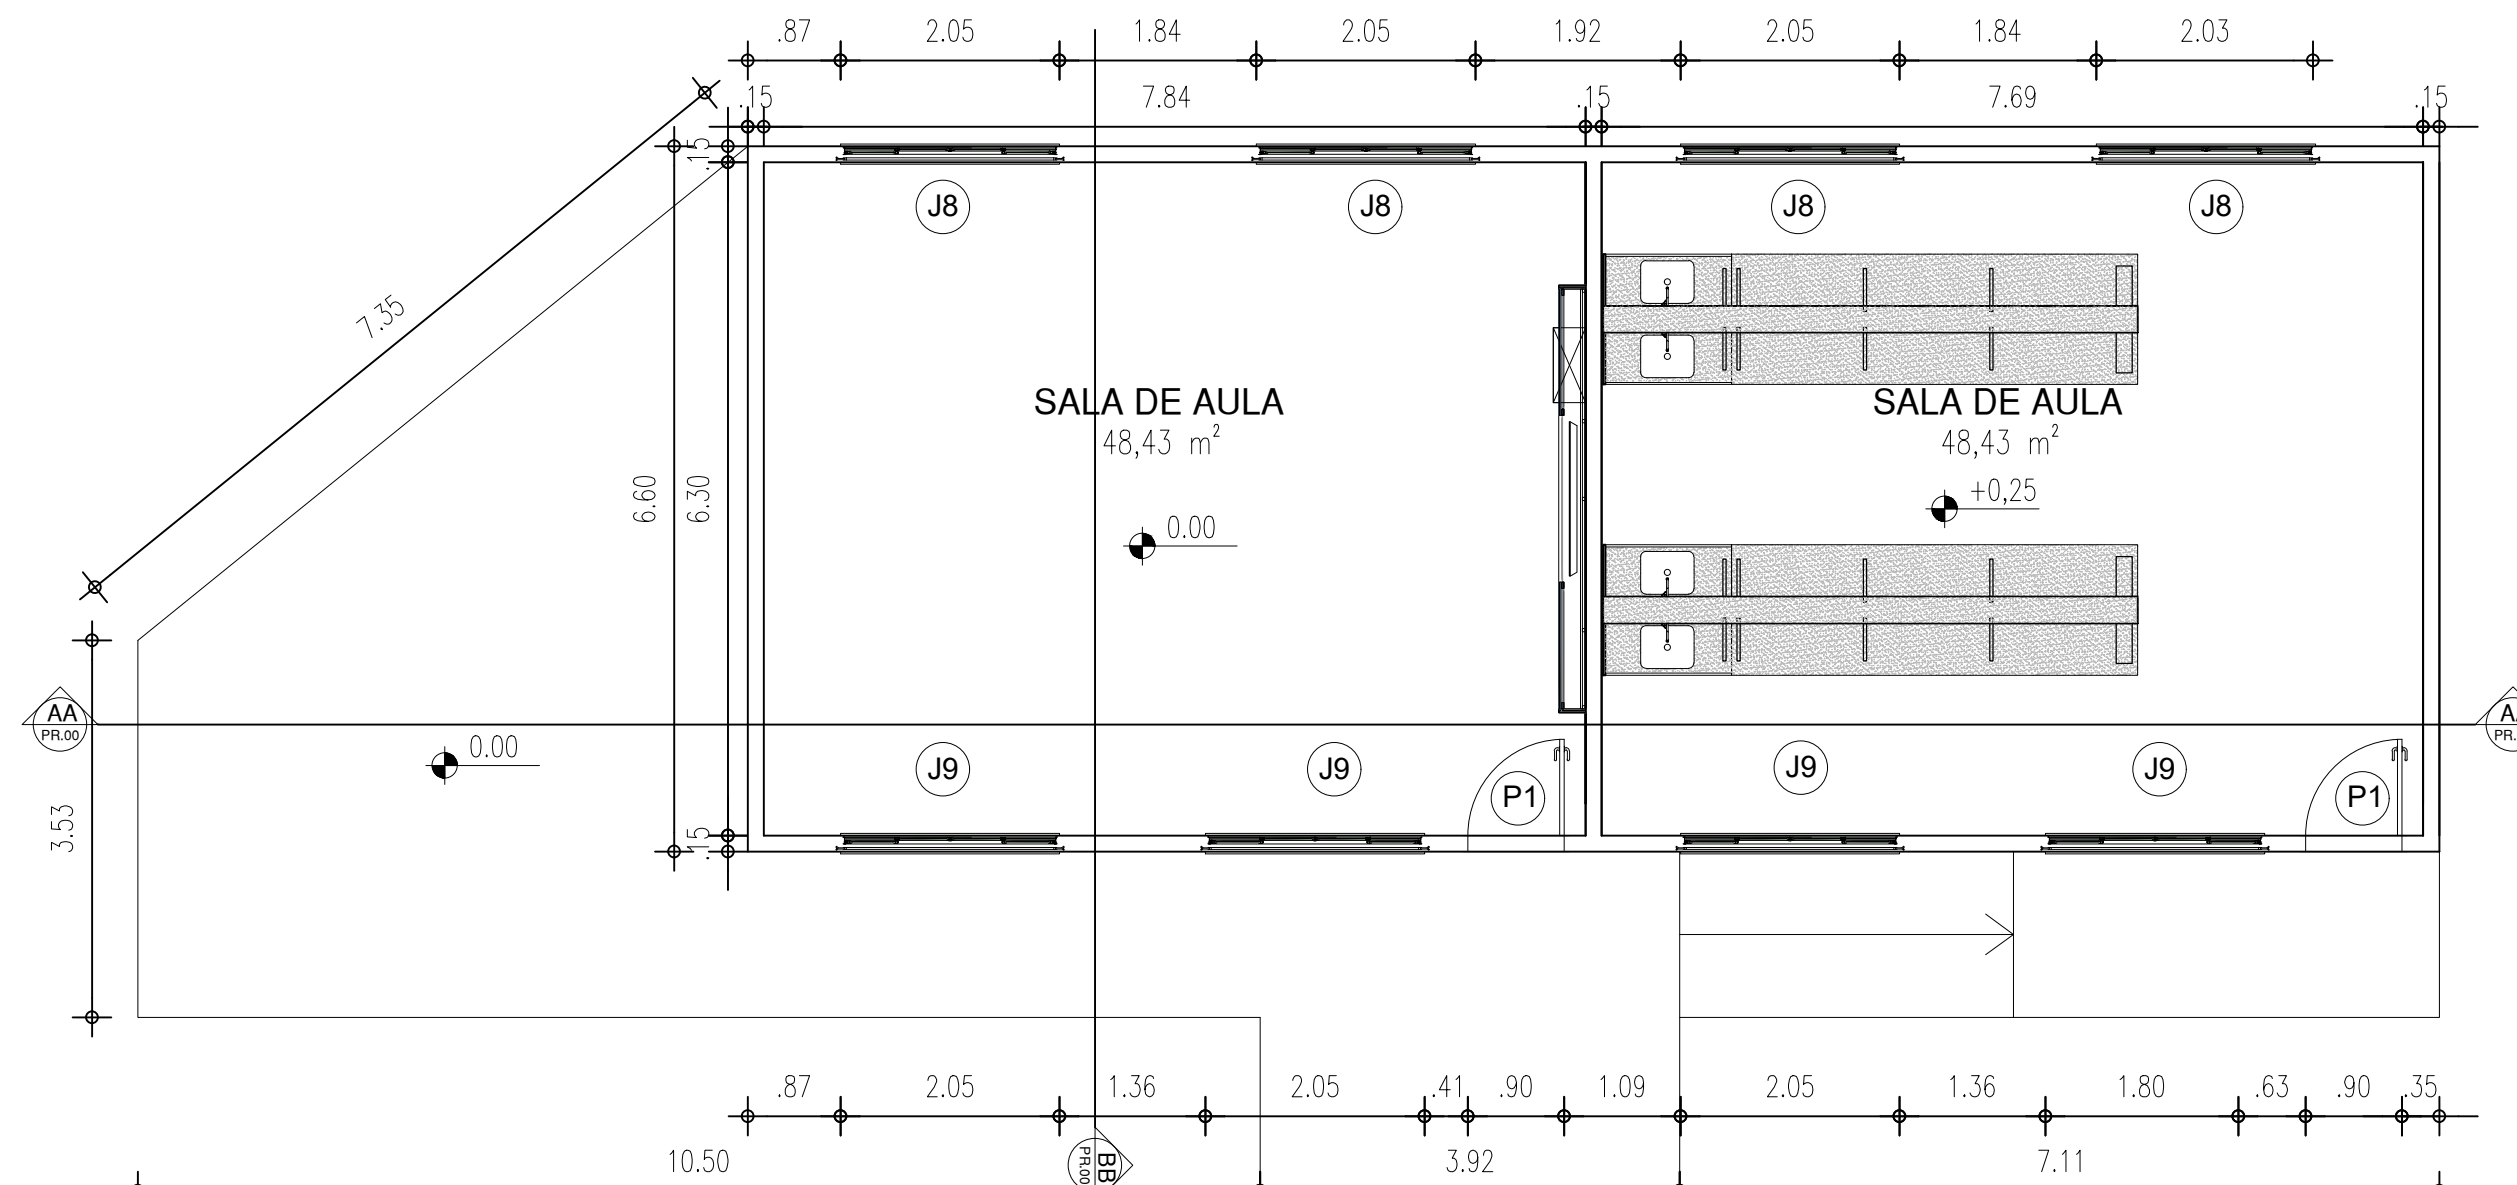 .87 2.05 1.84 2.05 1.92 2.05 1.84 2.03
.15 7.84 .15 7.69 .15
.15
J8 J8 J8 J8
7.35
SALA DE AULA
48,43 m²
SALA DE AULA
48,43 m²
6.60
6.30
+0,25
0.00
AA
PR.00
0.00
3.53
J9 J9 P1 J9 J9 P1
.15
.87 2.05 1.36 2.05 .41 .90 1.09 2.05 1.36 1.80 .63 .90 .35
10.50 3.92 7.11
BB
PR.00